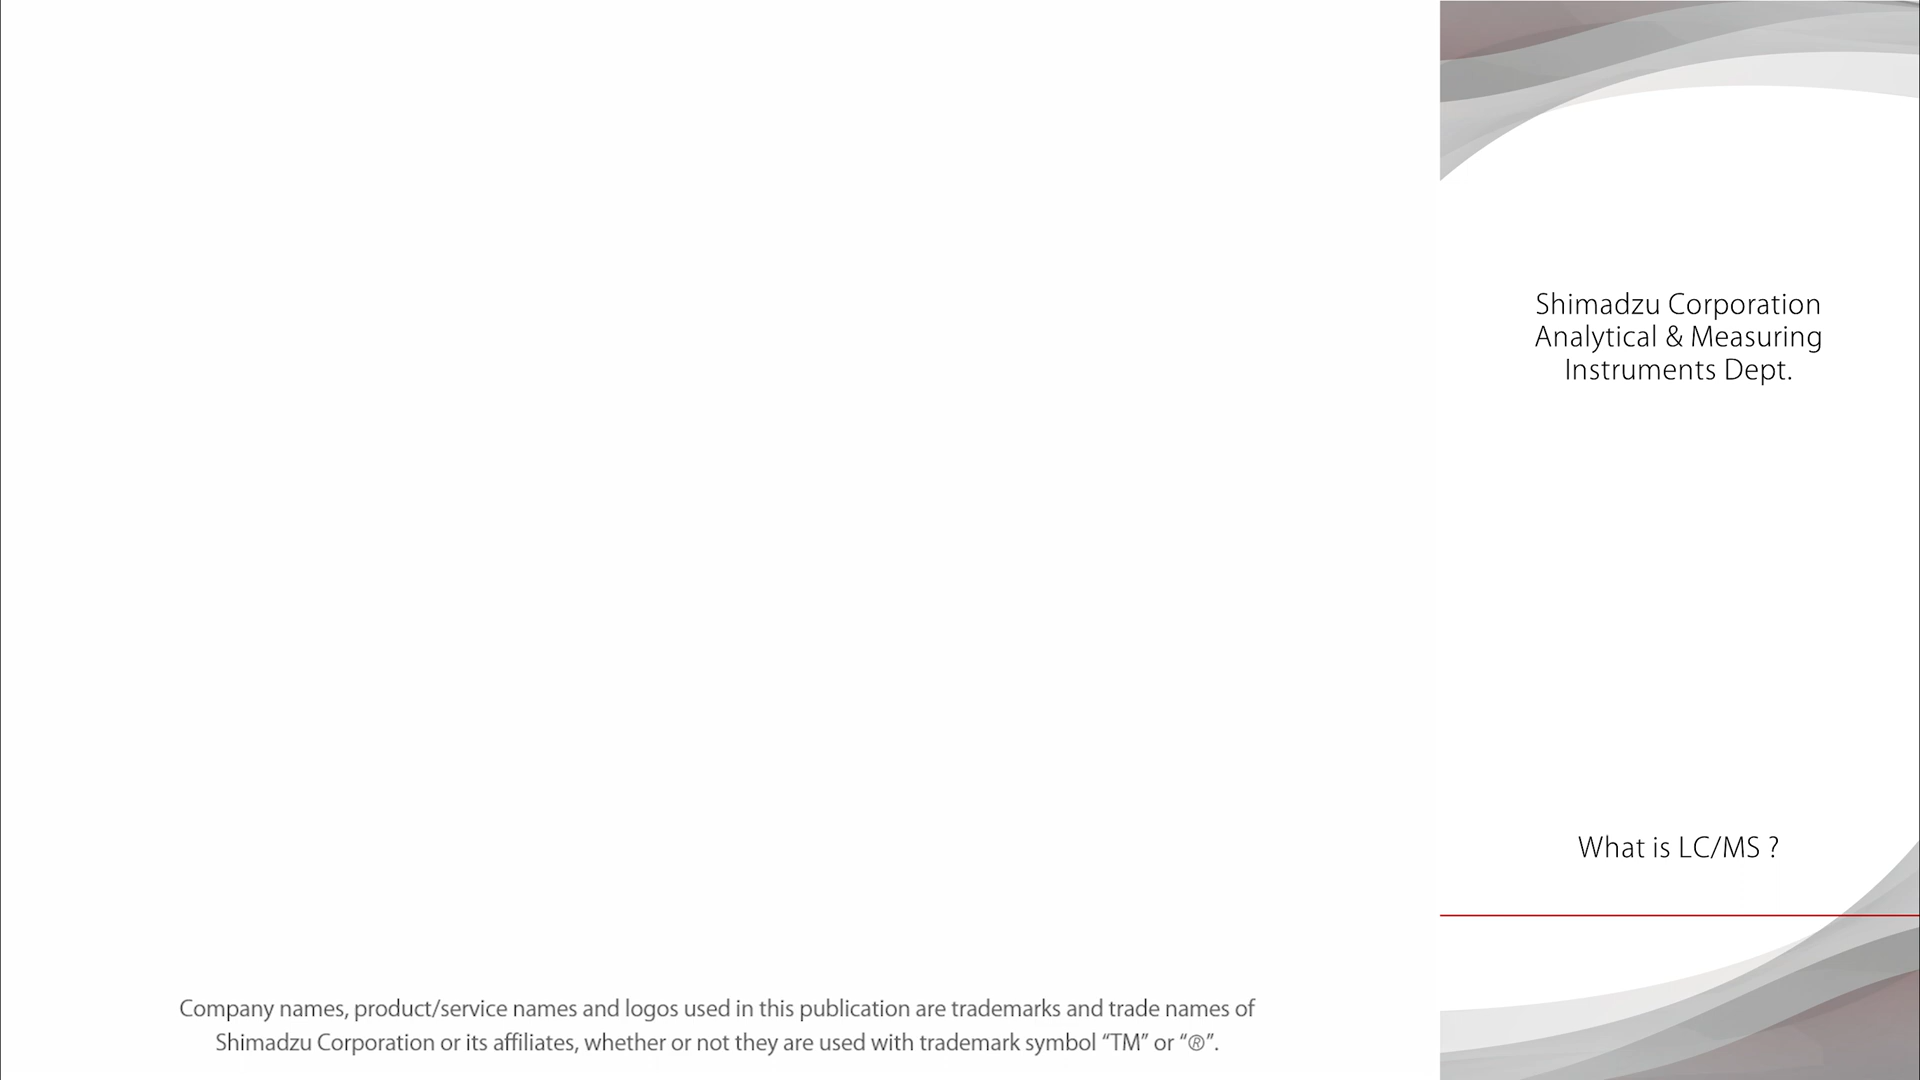 Shimadzu Corporation
Analytical & Measuring
Instruments Dept.
What is LC/MS ?
Company names, product/service names and logos used in this publication are trademarks and trade names of
Shimadzu Corporation or its affiliates, whether or not they are used with trademark symbol “TM” or “®”.